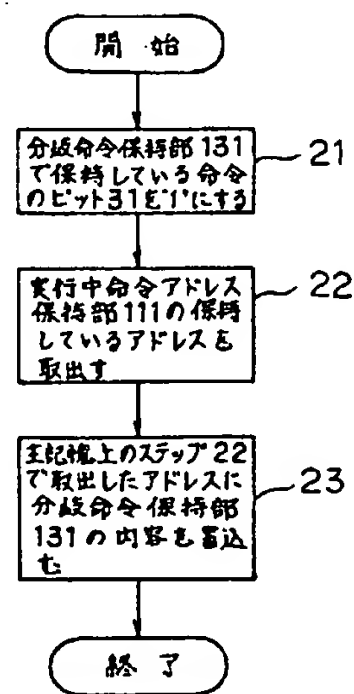 開始
分岐命令保持部131
で保持している命令
のビット31を'1'にする
21
実行中命令アドレス
保持部111の保持
しているアドレスを
取出す
22
主記憶上のステップ22
で取出したアドレスに
分岐命令保持部
131の内容を書込
む
23
終了